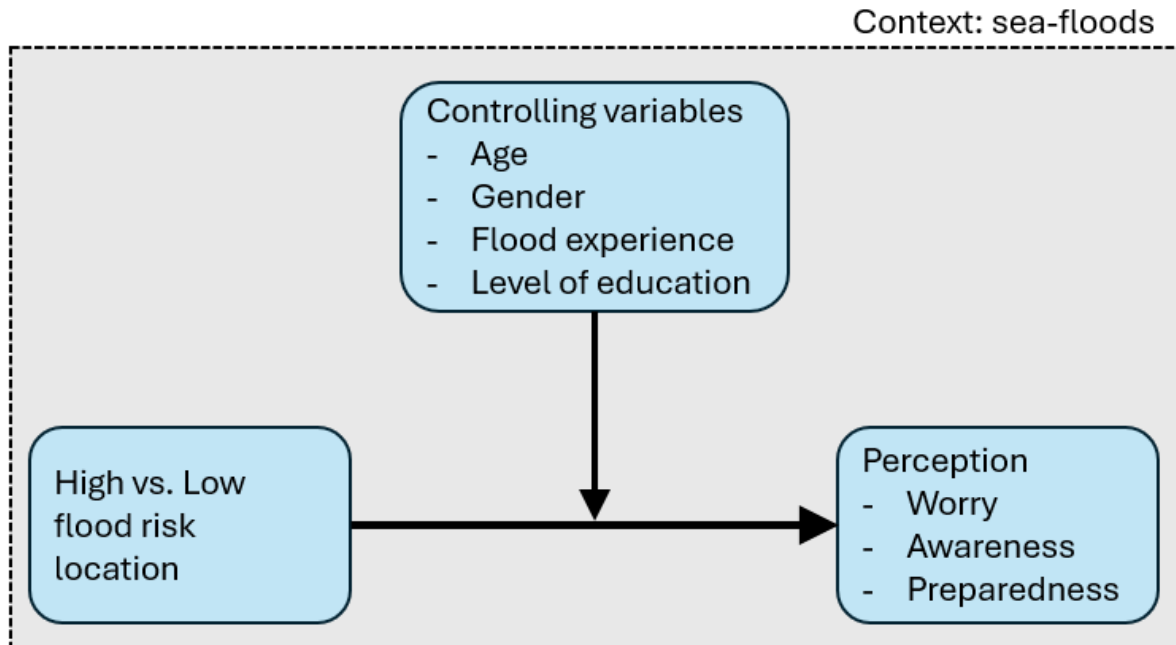 Context: sea-floods
Controlling variables
- Age
- Gender
- Flood experience
- Level of education
High vs. Low
flood risk
location
Perception
- Worry
- Awareness
- Preparedness